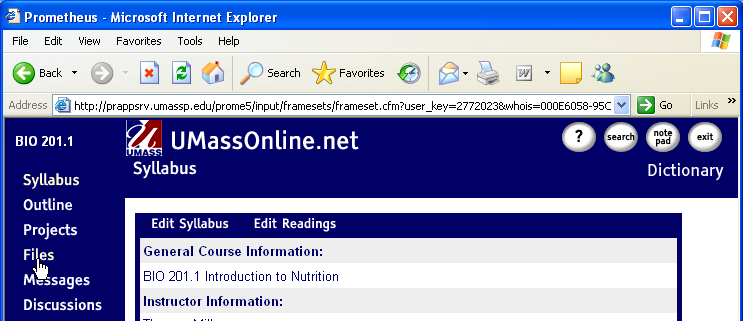 Prometheus - Microsoft Internet Explorer
File Edit View Favorites Tools Help
Back Search Favorites W
Address http://prappsrv.umassp.edu/prome5/input/framesets/frameset.cfm?user_key=2772023&whois=000E6058-95C Go Links »
BIO 201.1
UMASS
UMassOnline.net
? search note pad exit
Syllabus
Dictionary
Syllabus
Outline
Projects
Files
Messages
Discussions
Edit Syllabus Edit Readings
General Course Information:
BIO 201.1 Introduction to Nutrition
Instructor Information: